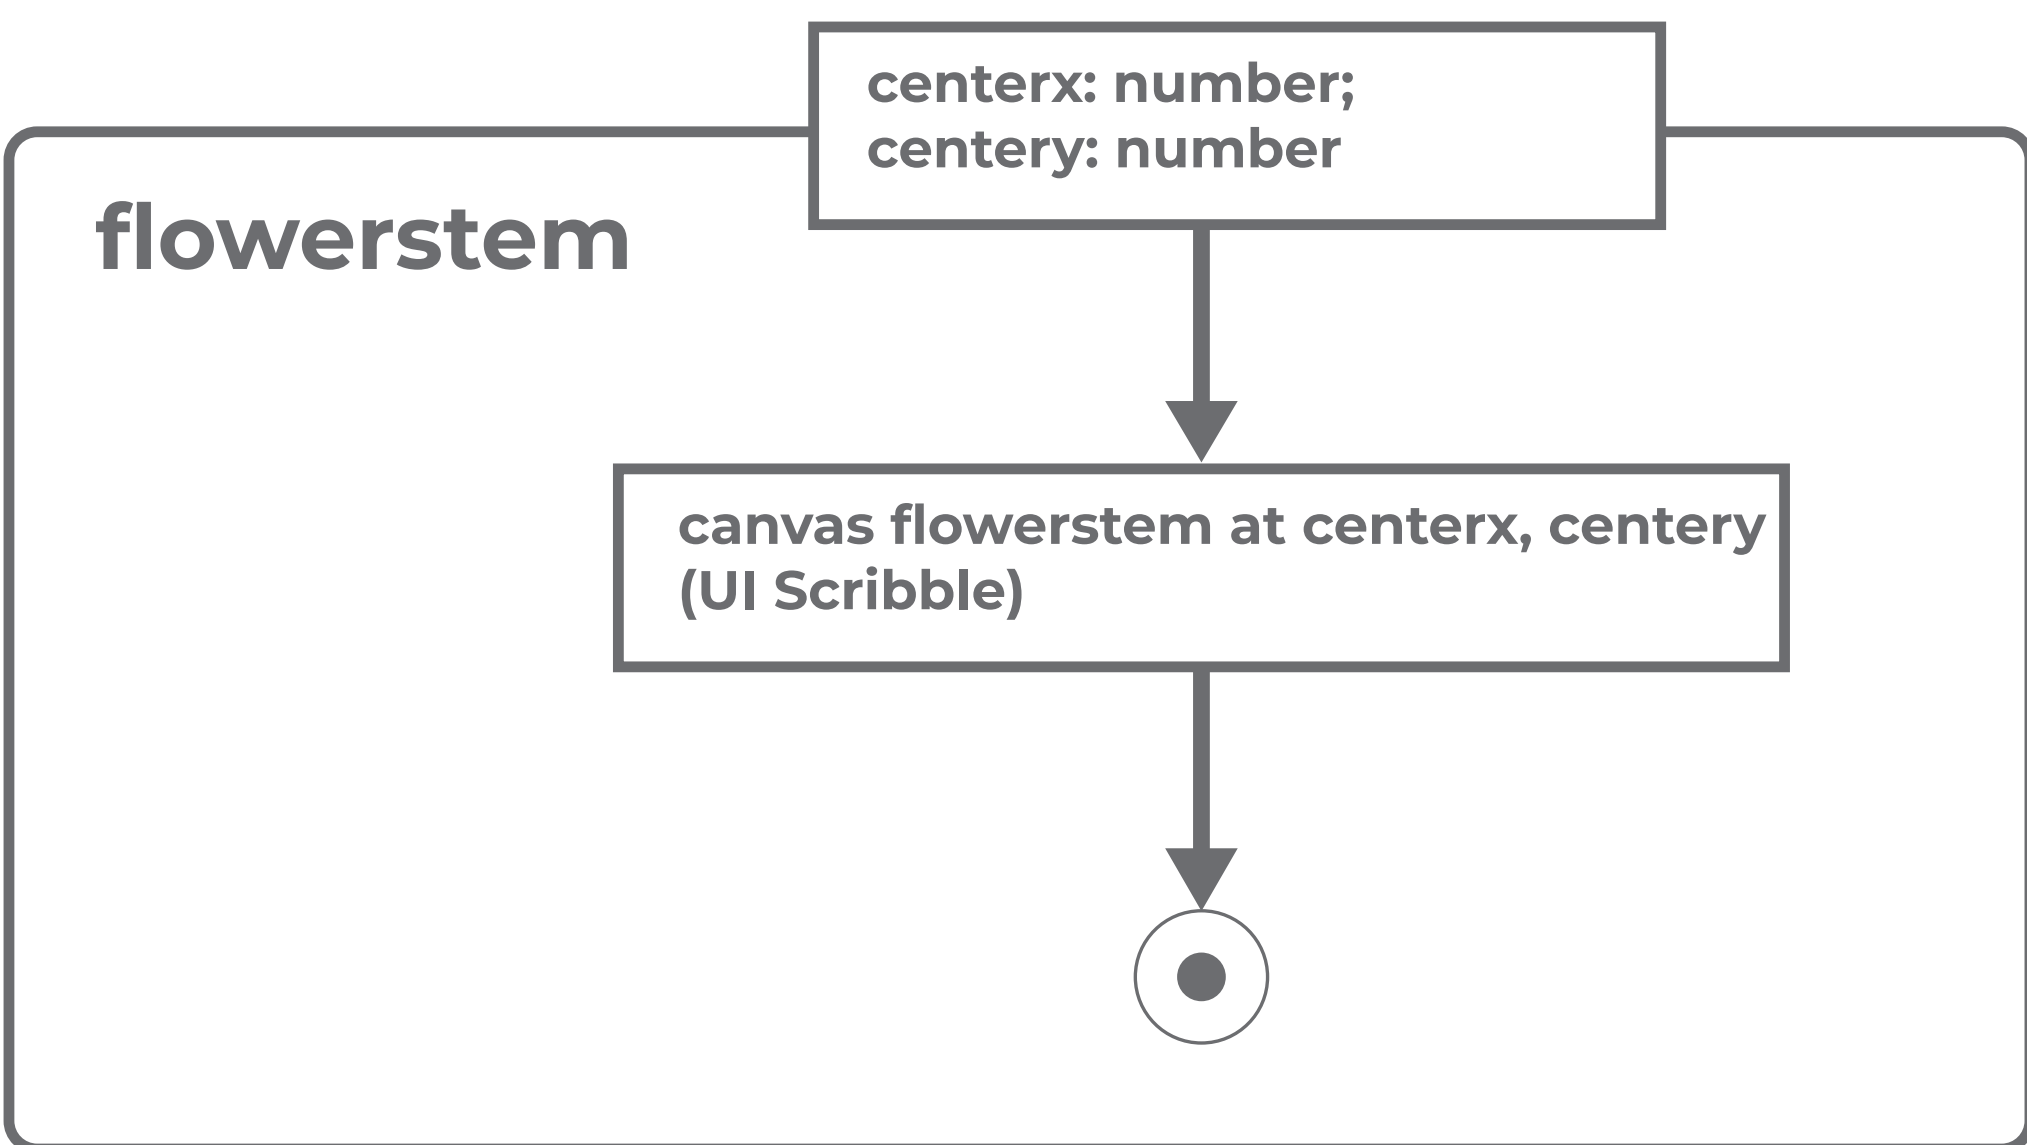 centerx: number;
centery: number
flowerstem
canvas flowerstem at centerx, centery
(UI Scribble)